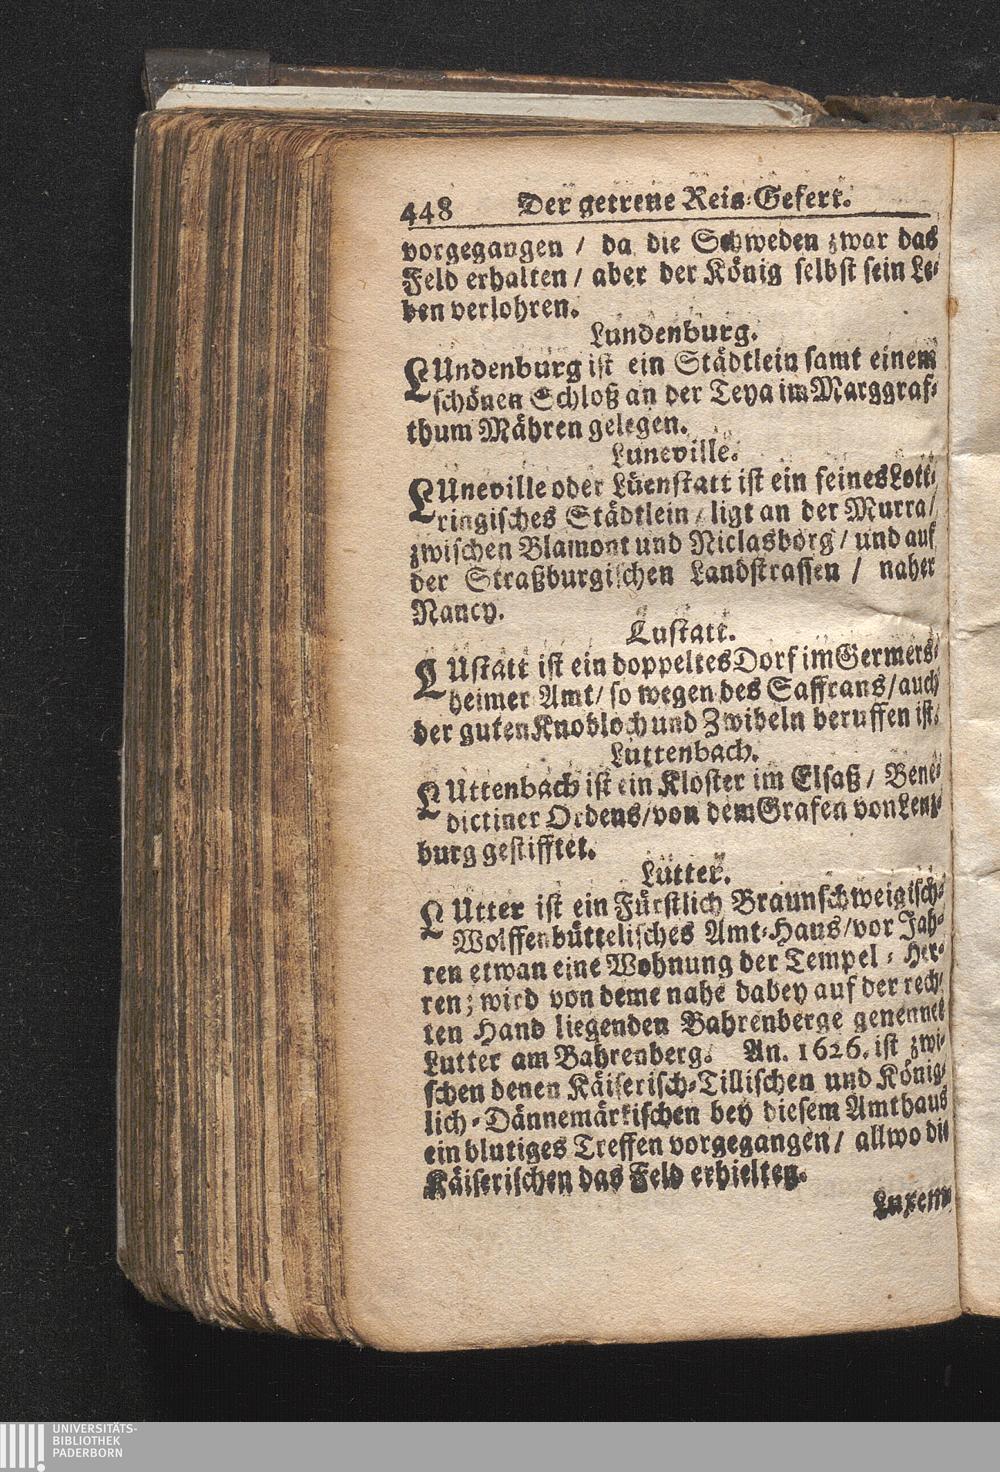 448 Der getreue Reis-Gefert.
vorgegangen / da die Schweden zwar das
Feld erhalten / aber der König selbst sein Le-
ben verlohren.
Lundenburg.
LUndenburg ist ein Städtlein samt einem
schönen Schloß an der Teya im Marggraf-
thum Mähren gelegen.
Luneville.
LUneville oder Lüenstatt ist ein feines Lott-
ringisches Städtlein / ligt an der Murra /
zwischen Blamont und Niclasborg / und auf
der Straßburgischen Landstrassen / naher
Nancy.
Lustatt.
LUstatt ist ein doppeltes Dorf im Germers-
heimer Amt / so wegen des Saffrans / auch
der guten Knobloch und Zwibeln beruffen ist.
Luttenbach.
LUttenbach ist ein Kloster im Elsaß / Bene-
dictiner Ordens / von dem Grafen von Lenz-
burg gestifftet.
Lutter.
LUtter ist ein Fürstlich Braunschweigisch-
Wolffenbüttelisches Amt-Haus / vor Jah-
ren etwan eine Wohnung der Tempel-Her-
ren; wird von deme nahe dabey auf der rech-
ten Hand liegenden Bahrenberge genennet
Lutter am Bahrenberg. An. 1626. ist zwi-
schen denen Käiserisch-Tillischen und König-
lich-Dännemärkischen bey diesem Amthaus
ein blutiges Treffen vorgegangen / allwo die
Käiserischen das Feld erhielten.
Luxem-
UNIVERSITÄTS-
BIBLIOTHEK
PADERBORN